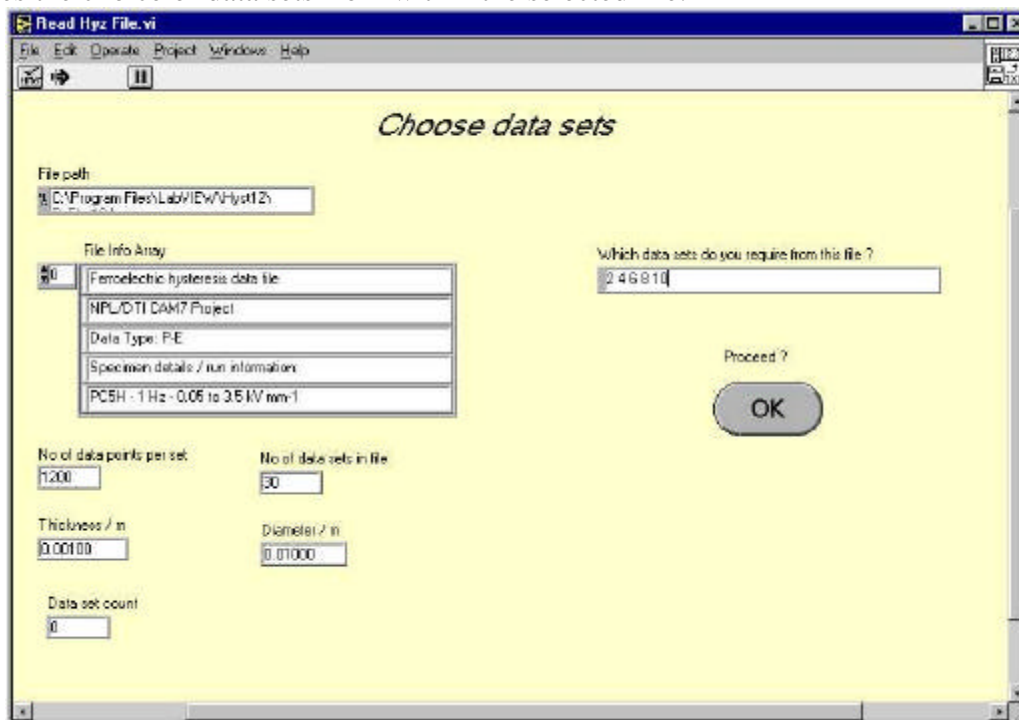 Read Hyz File.vi
File Edit Operate Project Windows Help
Choose data sets
File path
C:\Program Files\LabVIEW\Hyst12\
File Info Array
0
Ferroelectric hysteresis data file
NPL/DTI CAM7 Project
Data Type: P-E
Specimen details / run information
PC5H - 1 Hz - 0.05 to 3.5 kV mm-1
Which data sets do you require from this file ?
2 4 6 8 10
Proceed ?
OK
No of data points per set
1200
No of data sets in file
30
Thickness / m
0.00100
Diameter / m
0.01000
Data set count
0